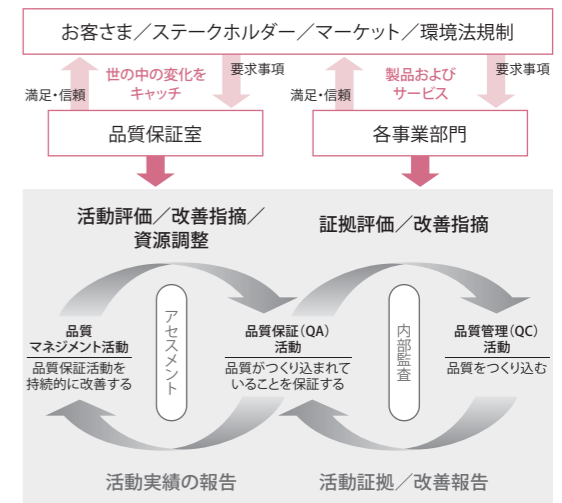 お客さま／ステークホルダー／マーケット／環境法規制
満足・信頼
世の中の変化を
キャッチ
要求事項
満足・信頼
製品および
サービス
要求事項
品質保証室
各事業部門
活動評価／改善指摘／
資源調整
証拠評価／改善指摘
品質
マネジメント活動
品質保証活動を
持続的に改善する
アセスメント
品質保証（QA）
活動
品質がつくり込まれて
いることを保証する
内部監査
品質管理（QC）
活動
品質をつくり込む
活動実績の報告
活動証拠／改善報告